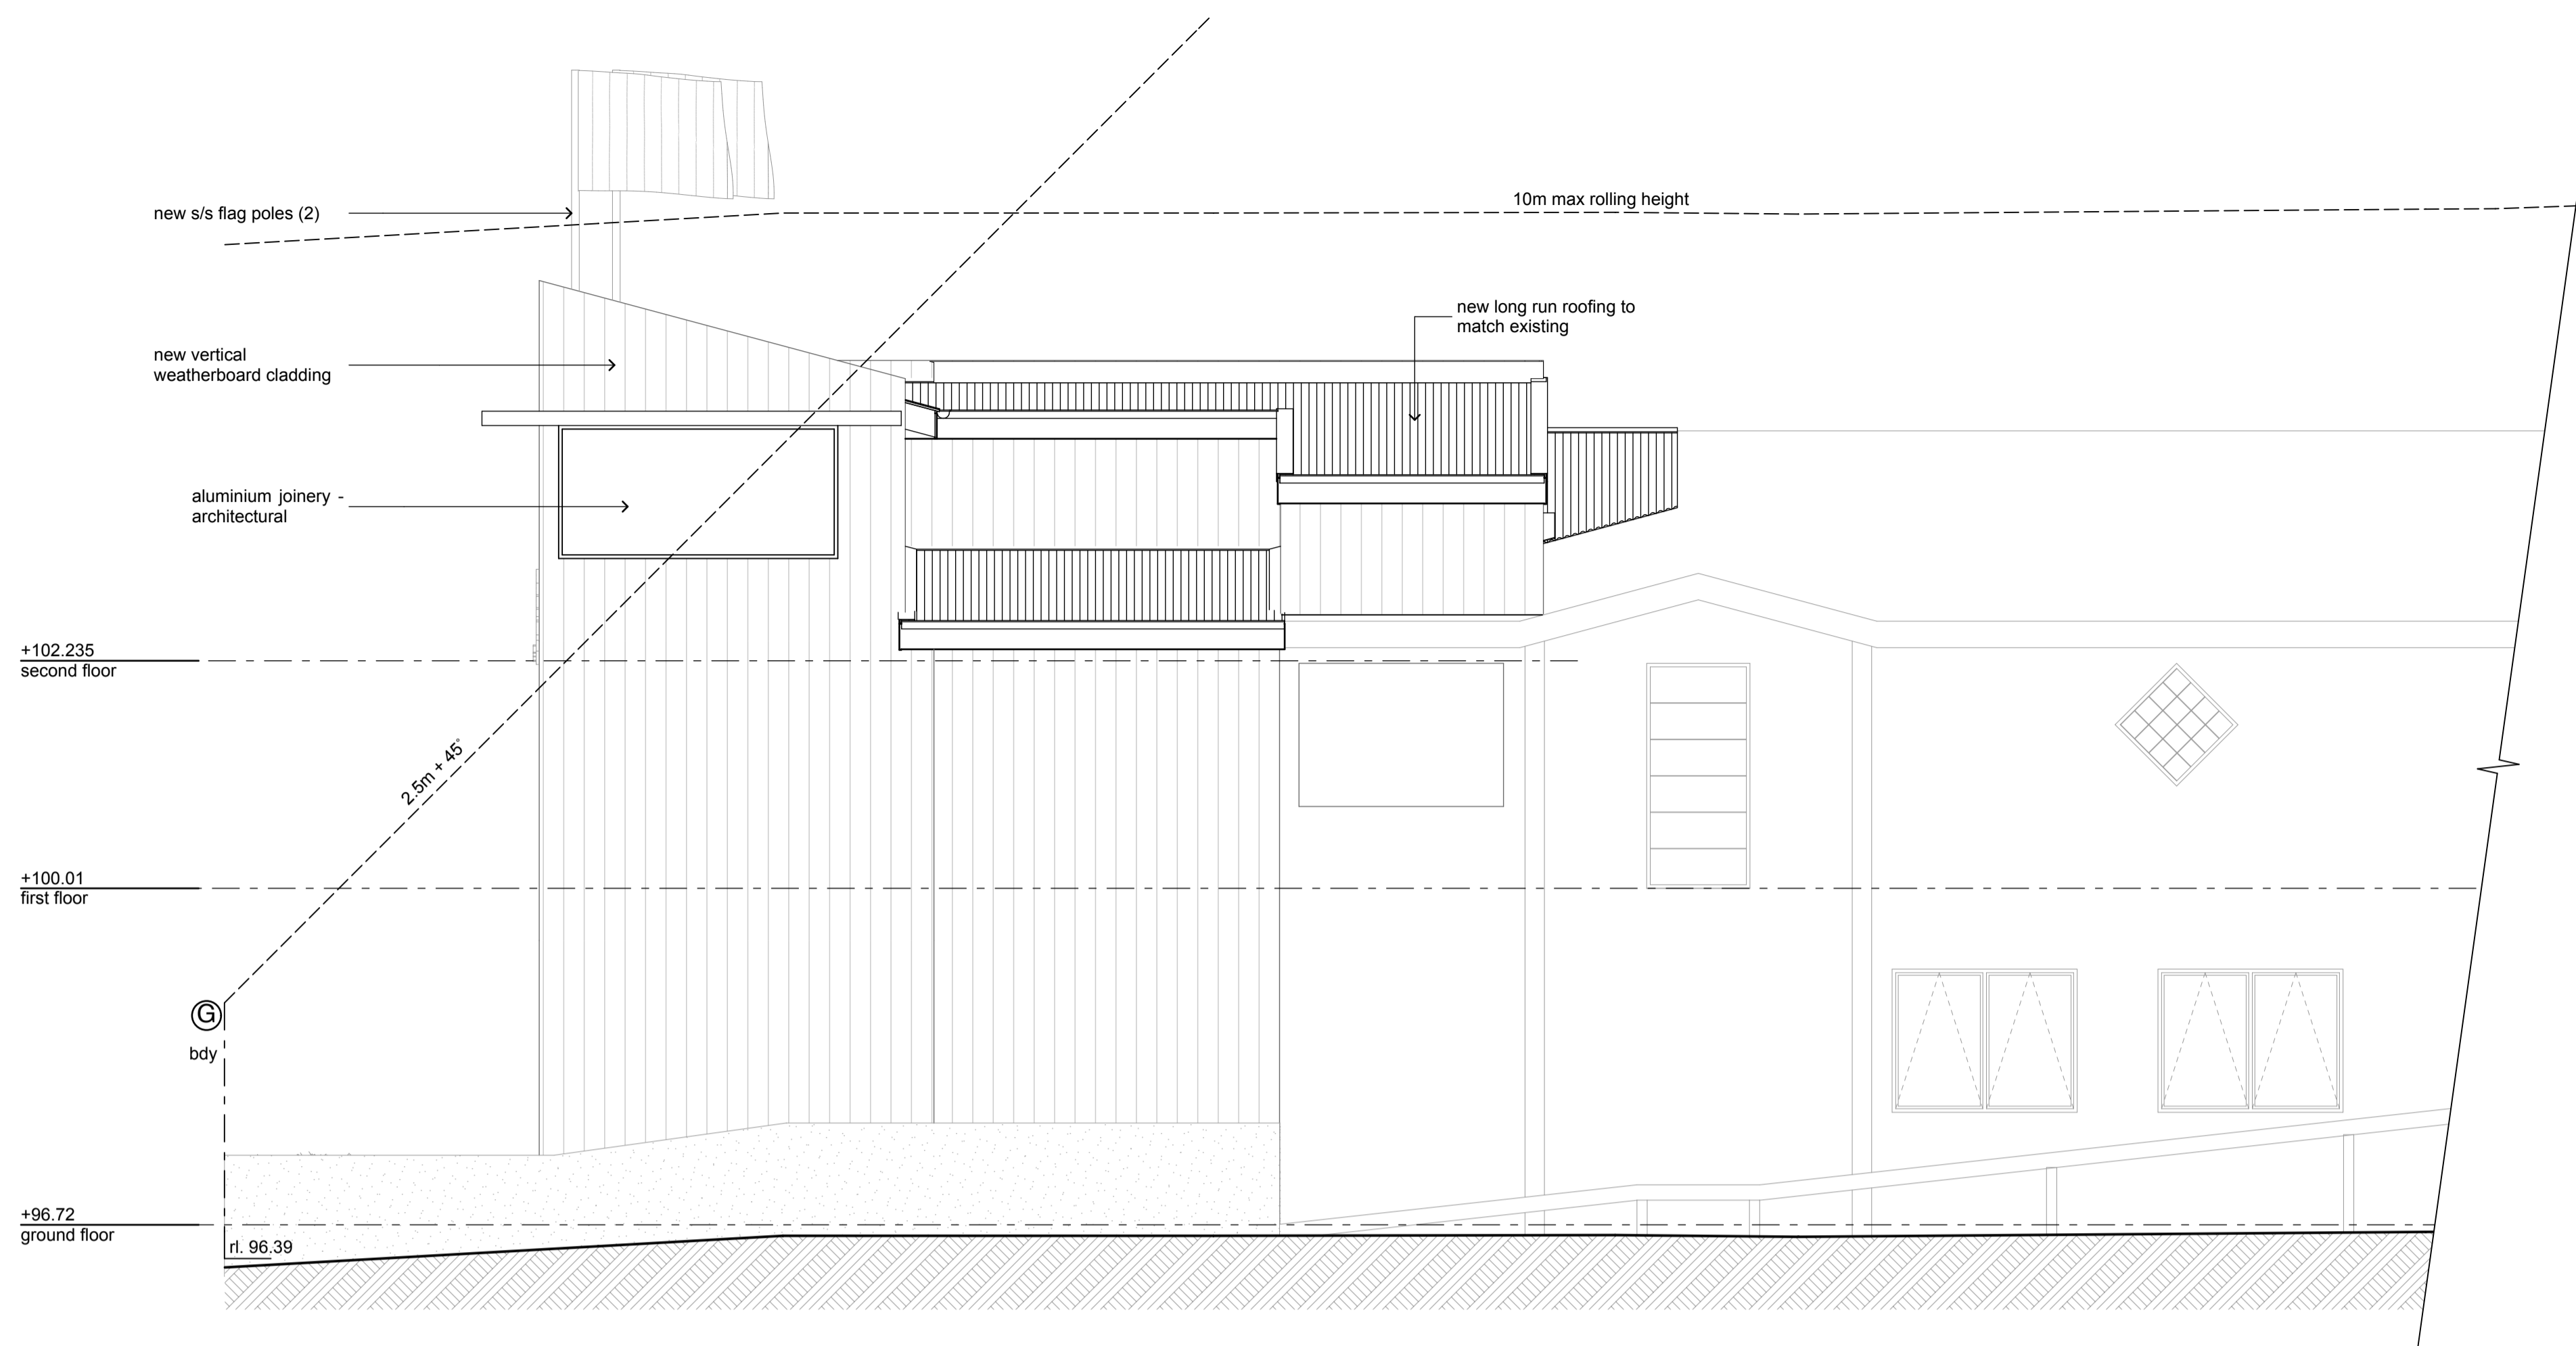 10m max rolling height
new s/s flag poles (2)
new long run roofing to
match existing
new vertical
weatherboard cladding
aluminium joinery -
architectural
+102.235
second floor
2.5m + 45°
+100.01
first floor
G
bdy
+96.72
ground floor
rl. 96.39